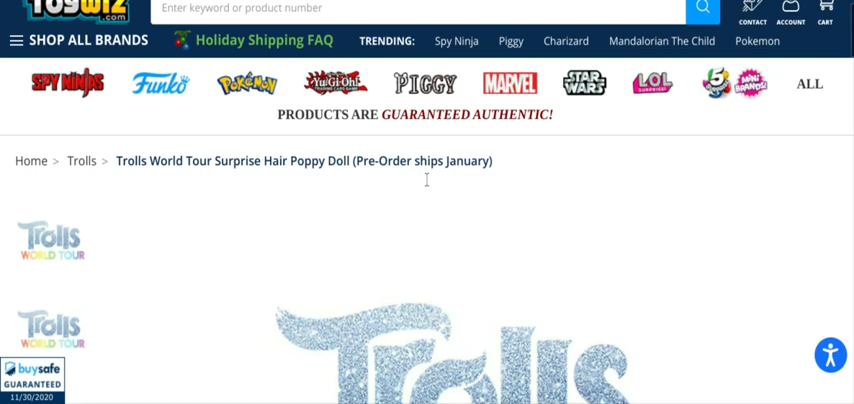 ToyWiz
.com
Enter keyword or product number
CONTACT ACCOUNT CART
SHOP ALL BRANDS Holiday Shipping FAQ TRENDING: Spy Ninja Piggy Charizard Mandalorian The Child Pokemon
SPY NINJAS Funko POKéMON Yu-Gi-Oh! TRADING CARD GAME PIGGY MARVEL STAR WARS L.O.L. SURPRISE! 5 MINI BRANDS! ALL
PRODUCTS ARE GUARANTEED AUTHENTIC!
Home > Trolls > Trolls World Tour Surprise Hair Poppy Doll (Pre-Order ships January)
Trolls
WORLD TOUR
Trolls
WORLD TOUR
Trolls
buySAFE
GUARANTEED
11/30/2020